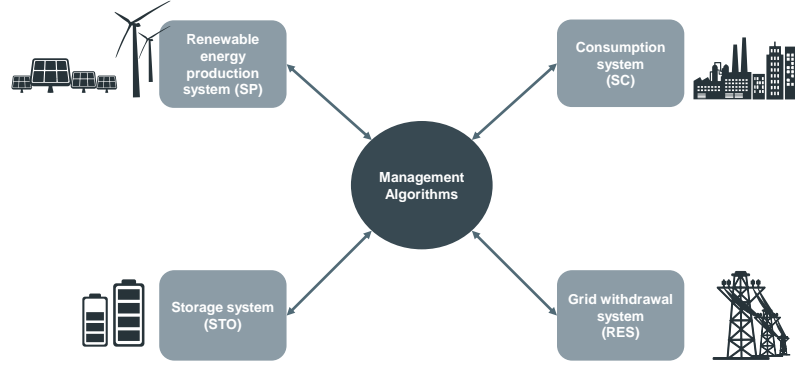 Renewable
energy
production
system (SP)
Consumption
system
(SC)
Management
Algorithms
Storage system
(STO)
Grid withdrawal
system
(RES)